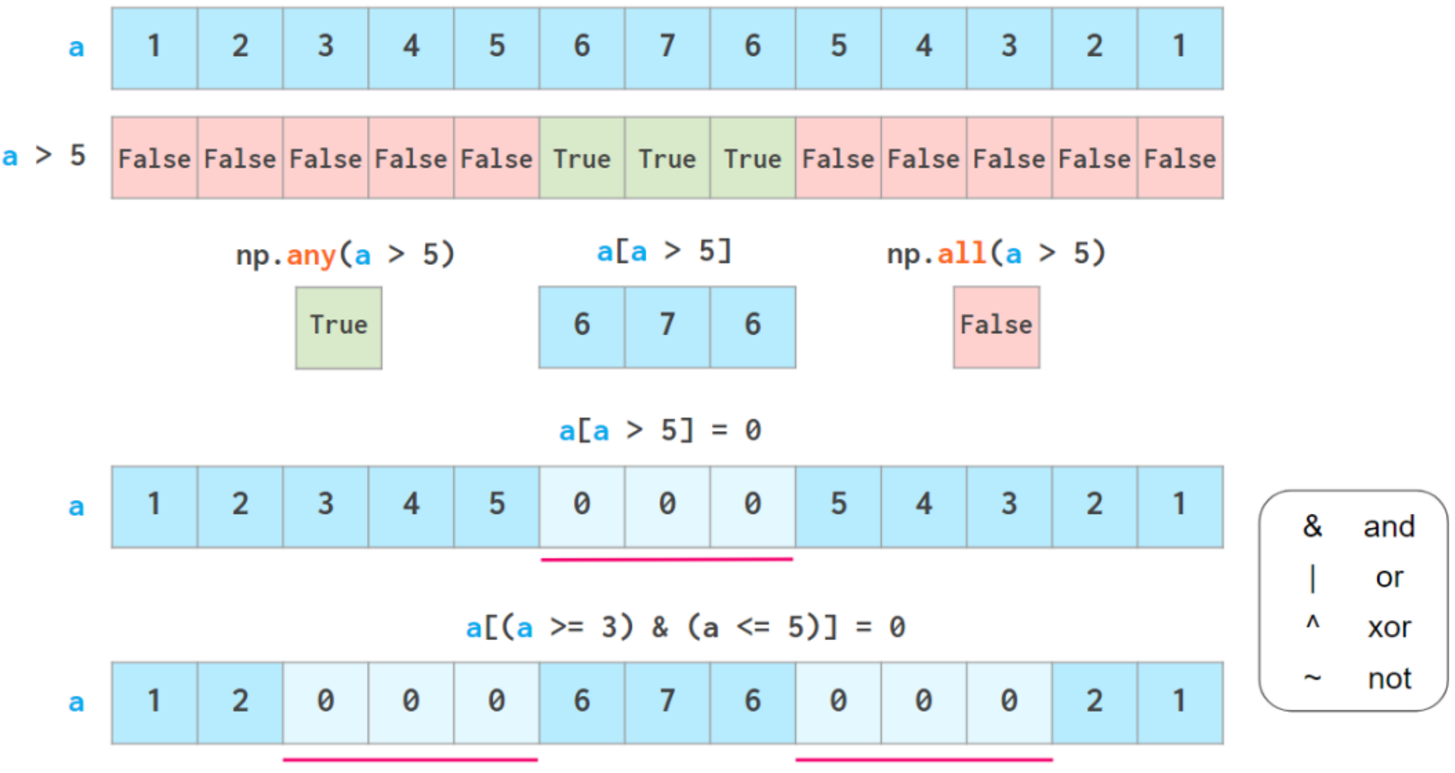 a 1 2 3 4 5 6 7 6 5 4 3 2 1
a > 5 False False False False False True True True False False False False False
np.any(a > 5) a[a > 5] np.all(a > 5)
True 6 7 6 False
a[a > 5] = 0
a 1 2 3 4 5 0 0 0 5 4 3 2 1
& and
| or
^ xor
~ not
a[(a >= 3) & (a <= 5)] = 0
a 1 2 0 0 0 6 7 6 0 0 0 2 1